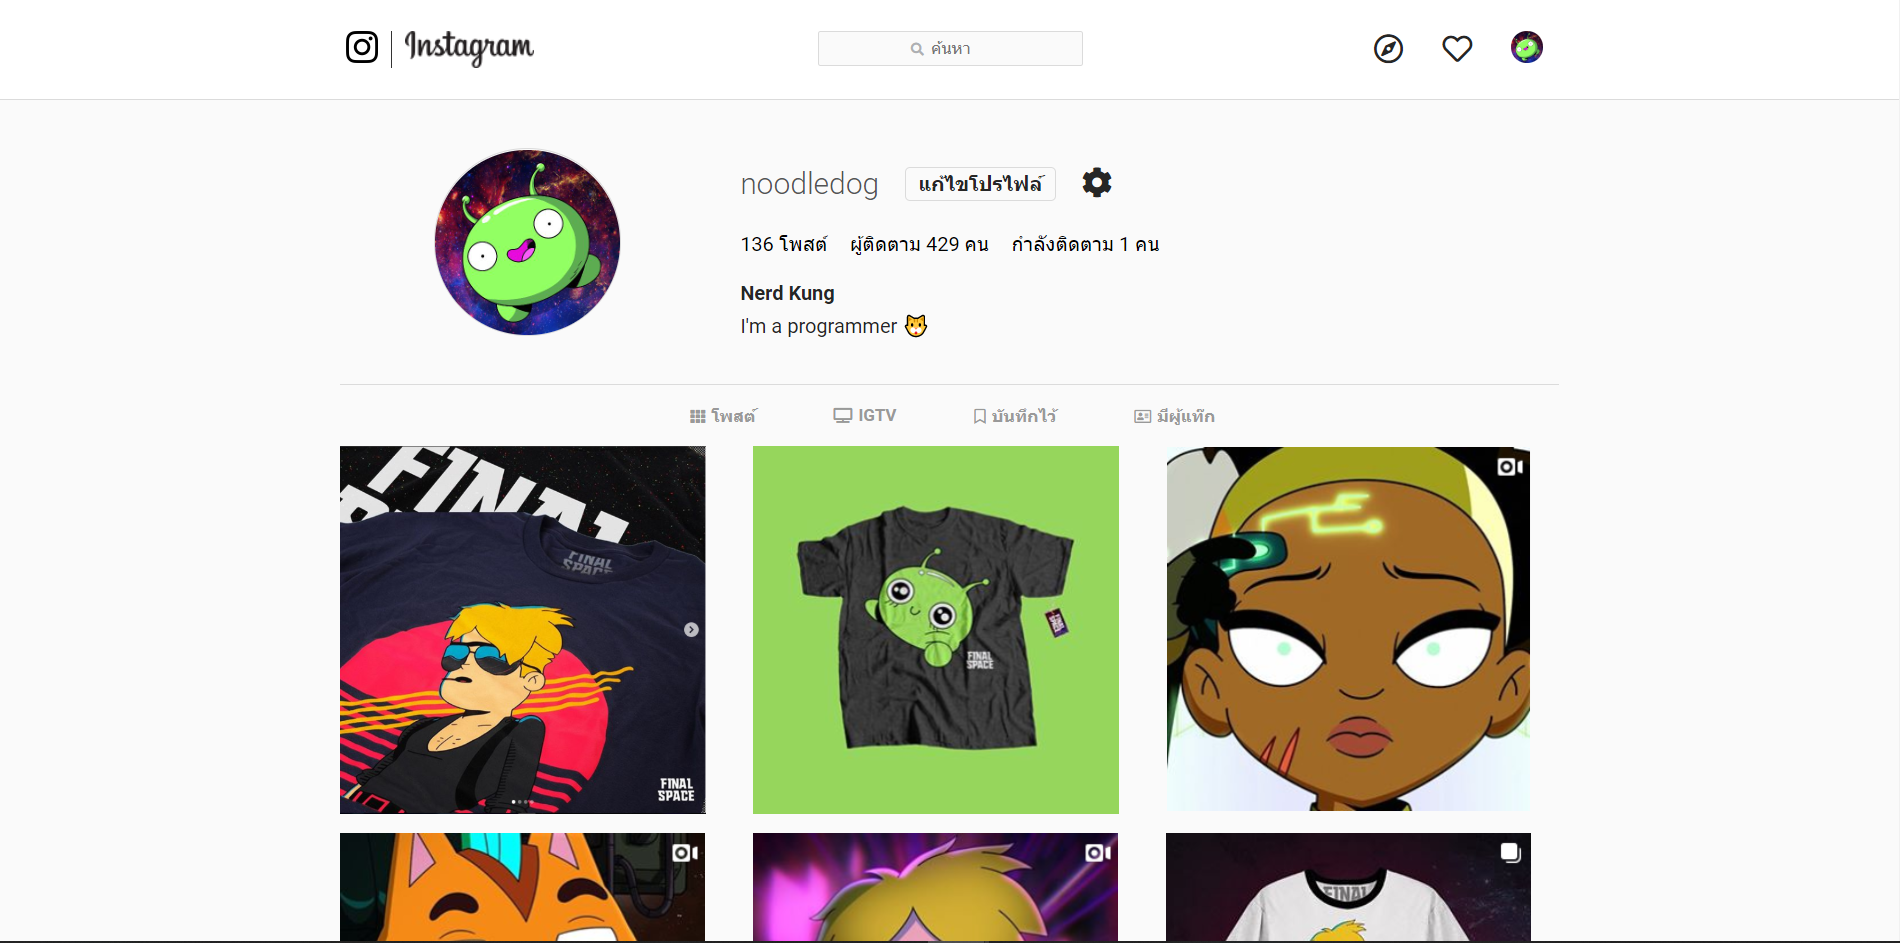 Instagram
ค้นหา
noodledog แก้ไขโปรไฟล์
136 โพสต์ ผู้ติดตาม 429 คน กำลังติดตาม 1 คน
Nerd Kung
I'm a programmer 🐱
โพสต์ IGTV บันทึกไว้ มีผู้แท็ก
FINAL
FINAL
SPACE
FINAL
SPACE
FINAL
SPACE
FINAL